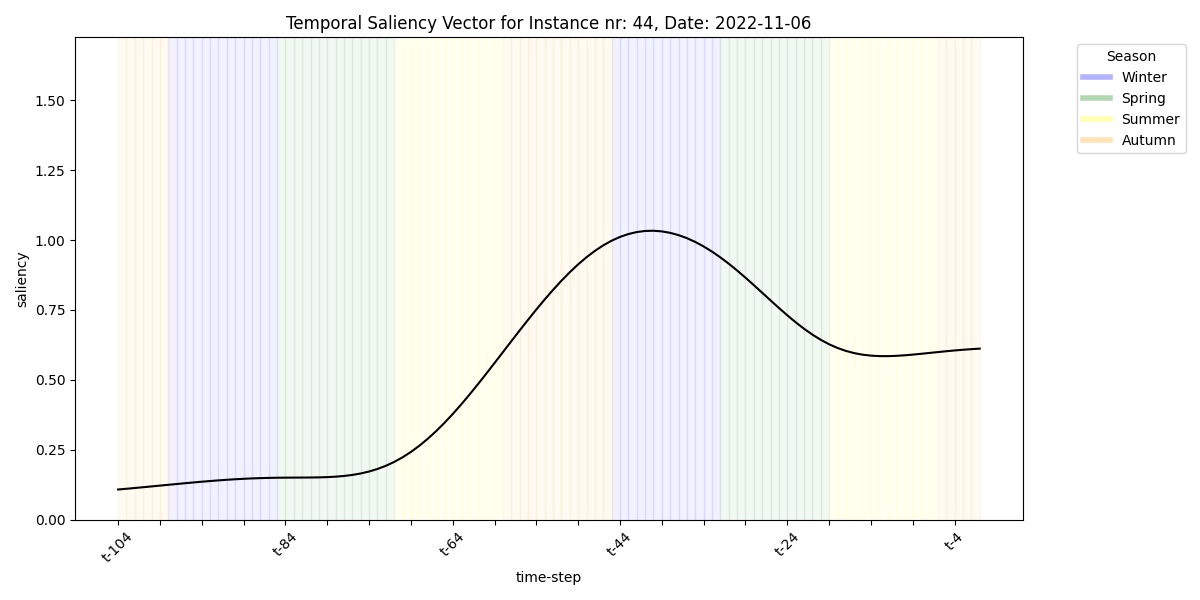 Temporal Saliency Vector for Instance nr: 44, Date: 2022-11-06
Season
Winter
Spring
Summer
Autumn
saliency
1.50
1.25
1.00
0.75
0.50
0.25
0.00
t-104
t-84
t-64
t-44
t-24
t-4
time-step